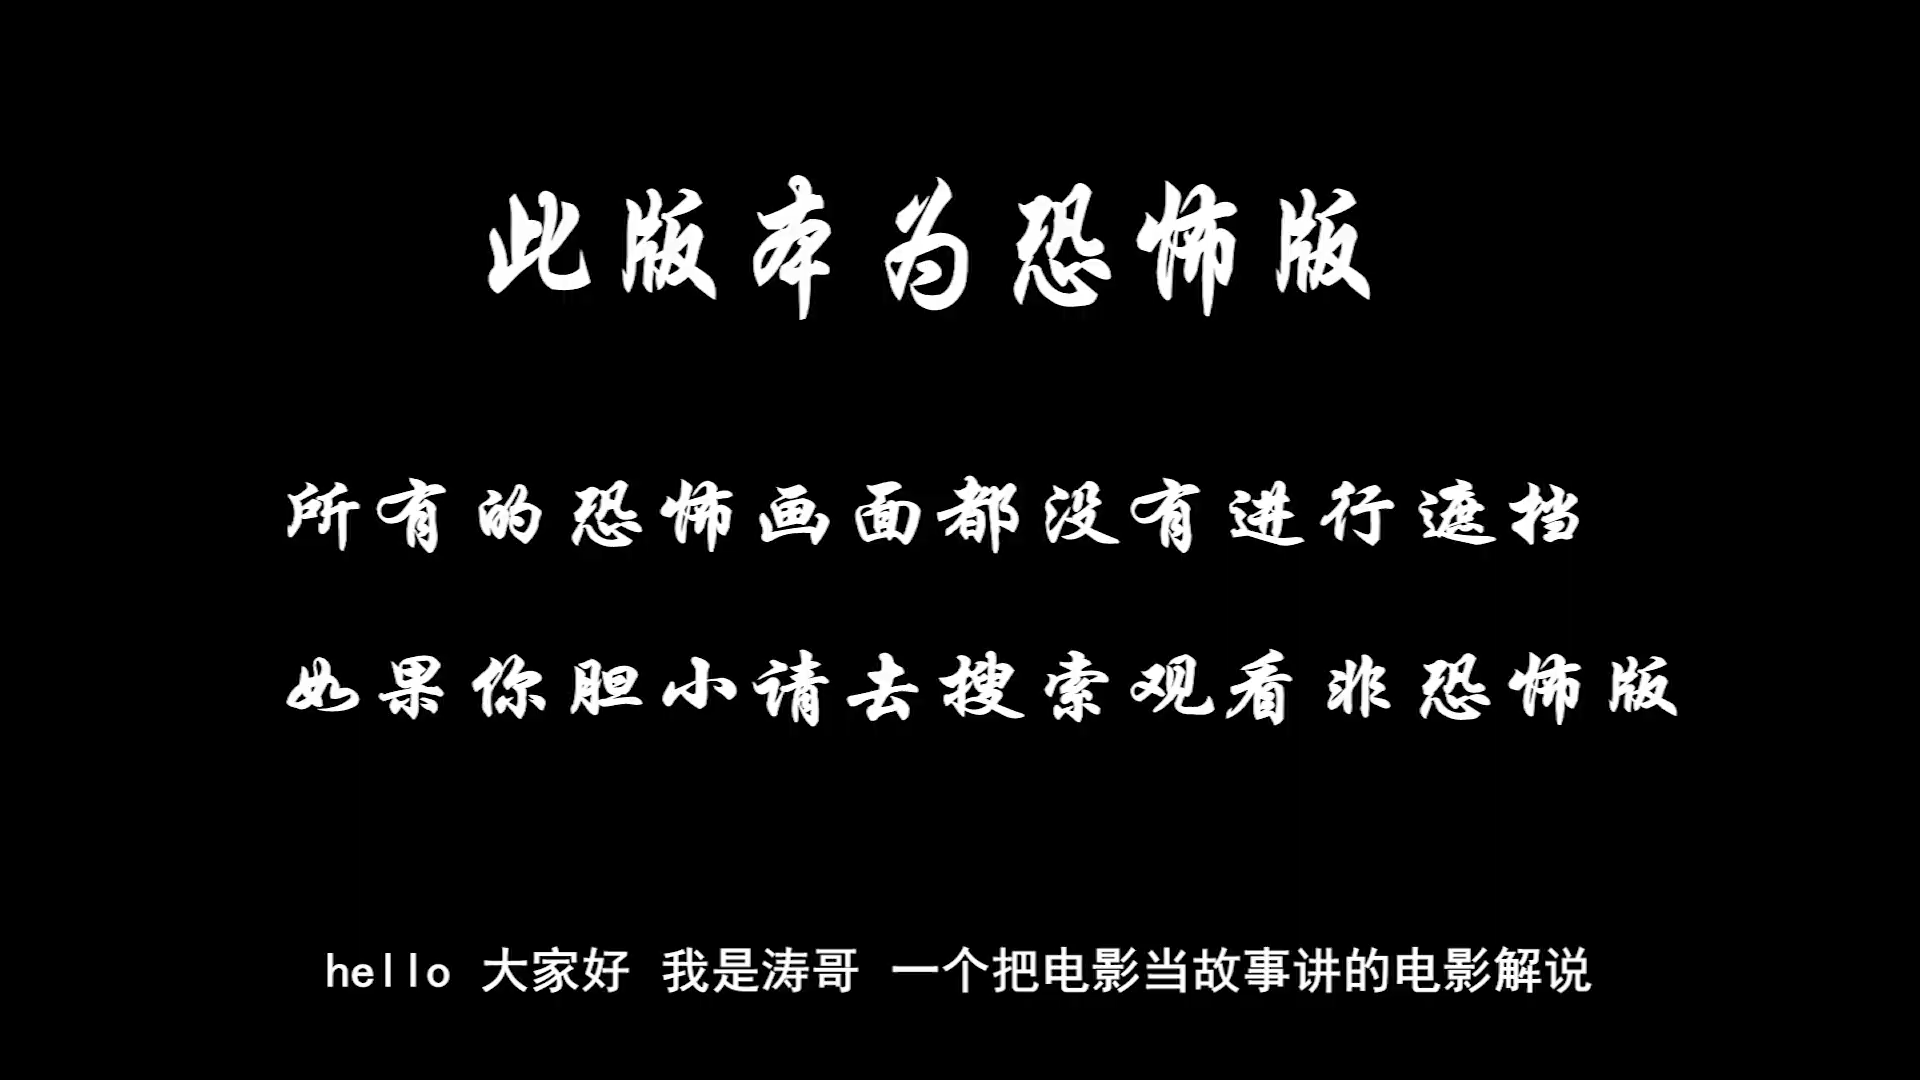 此版本为恐怖版
所有的恐怖画面都没有进行遮挡
如果你胆小请去搜索观看非恐怖版
hello 大家好 我是涛哥 一个把电影当故事讲的电影解说